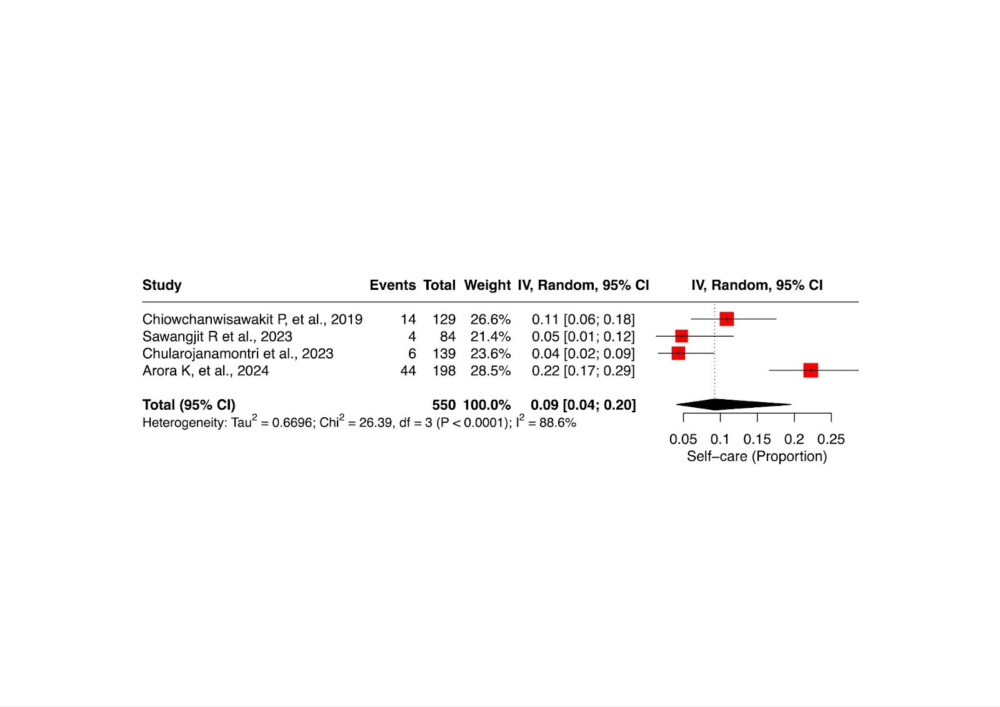 Study Events Total Weight IV, Random, 95% CI IV, Random, 95% CI
Chiowchanwisawakit P, et al., 2019 14 129 26.6% 0.11 [0.06; 0.18]
Sawangjit R et al., 2023 4 84 21.4% 0.05 [0.01; 0.12]
Chularojanamontri et al., 2023 6 139 23.6% 0.04 [0.02; 0.09]
Arora K, et al., 2024 44 198 28.5% 0.22 [0.17; 0.29]
Total (95% CI) 550 100.0% 0.09 [0.04; 0.20]
Heterogeneity: Tau² = 0.6696; Chi² = 26.39, df = 3 (P < 0.0001); I² = 88.6%
0.05 0.1 0.15 0.2 0.25
Self−care (Proportion)